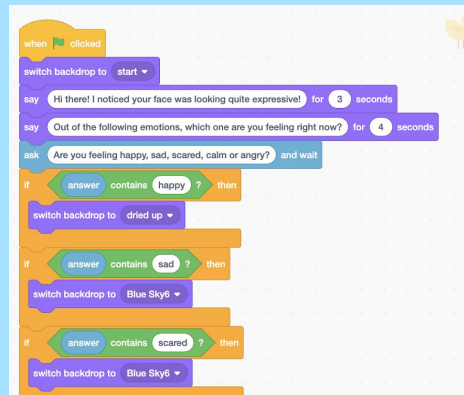 when clicked
switch backdrop to start
say Hi there! I noticed your face was looking quite expressive! for 3 seconds
say Out of the following emotions, which one are you feeling right now? for 4 seconds
ask Are you feeling happy, sad, scared, calm or angry? and wait
if answer contains happy ? then
switch backdrop to dried up
if answer contains sad ? then
switch backdrop to Blue Sky6
if answer contains scared ? then
switch backdrop to Blue Sky6